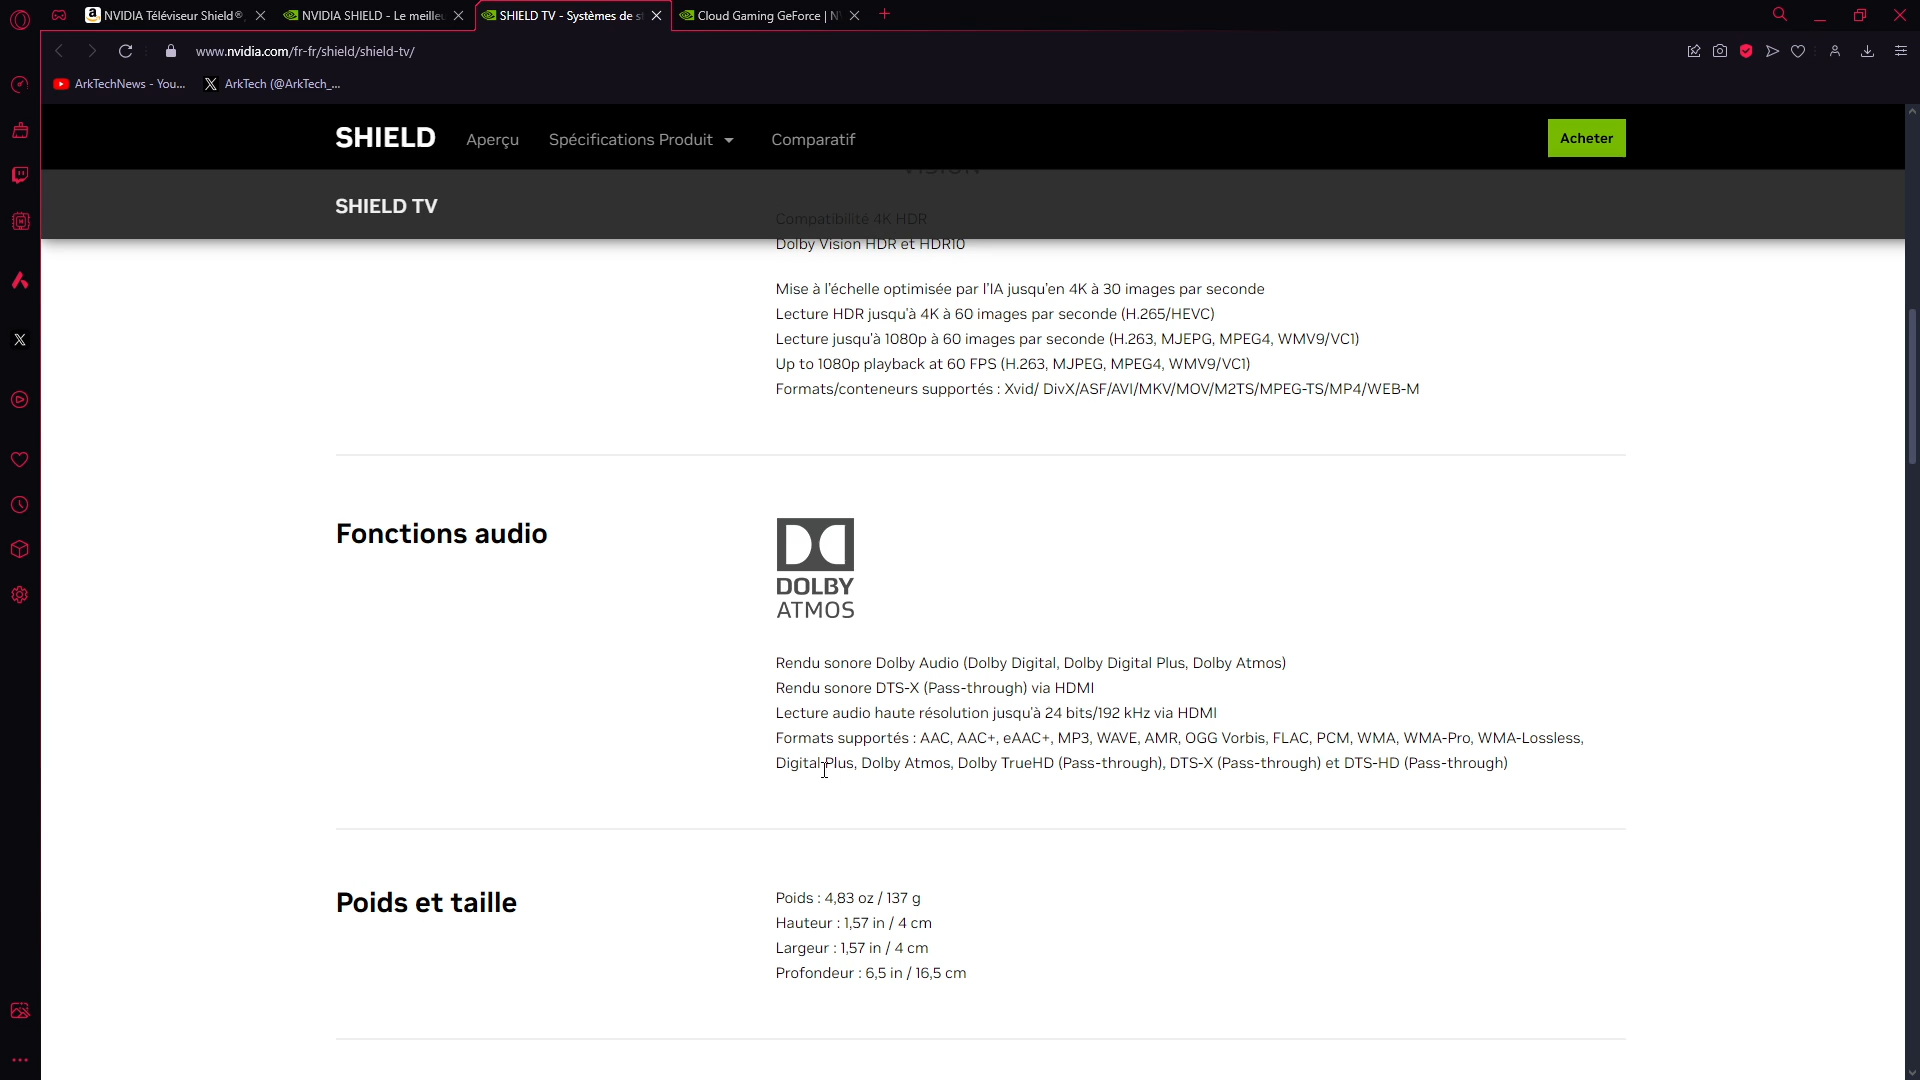 NVIDIA Téléviseur Shield®
NVIDIA SHIELD - Le meille
SHIELD TV - Systèmes de s
Cloud Gaming GeForce | N
www.nvidia.com/fr-fr/shield/shield-tv/
ArkTechNews - You...
ArkTech (@ArkTech_...
SHIELD
Aperçu
Spécifications Produit
Comparatif
Acheter
SHIELD TV
Compatibilité 4K HDR
Dolby Vision HDR et HDR10
Mise à l'échelle optimisée par l'IA jusqu'en 4K à 30 images par seconde
Lecture HDR jusqu'à 4K à 60 images par seconde (H.265/HEVC)
Lecture jusqu'à 1080p à 60 images par seconde (H.263, MJEPG, MPEG4, WMV9/VC1)
Up to 1080p playback at 60 FPS (H.263, MJPEG, MPEG4, WMV9/VC1)
Formats/conteneurs supportés : Xvid/ DivX/ASF/AVI/MKV/MOV/M2TS/MPEG-TS/MP4/WEB-M
Fonctions audio
DOLBY
ATMOS
Rendu sonore Dolby Audio (Dolby Digital, Dolby Digital Plus, Dolby Atmos)
Rendu sonore DTS-X (Pass-through) via HDMI
Lecture audio haute résolution jusqu'à 24 bits/192 kHz via HDMI
Formats supportés : AAC, AAC+, eAAC+, MP3, WAVE, AMR, OGG Vorbis, FLAC, PCM, WMA, WMA-Pro, WMA-Lossless,
Digital Plus, Dolby Atmos, Dolby TrueHD (Pass-through), DTS-X (Pass-through) et DTS-HD (Pass-through)
Poids et taille
Poids : 4,83 oz / 137 g
Hauteur : 1,57 in / 4 cm
Largeur : 1,57 in / 4 cm
Profondeur : 6,5 in / 16,5 cm